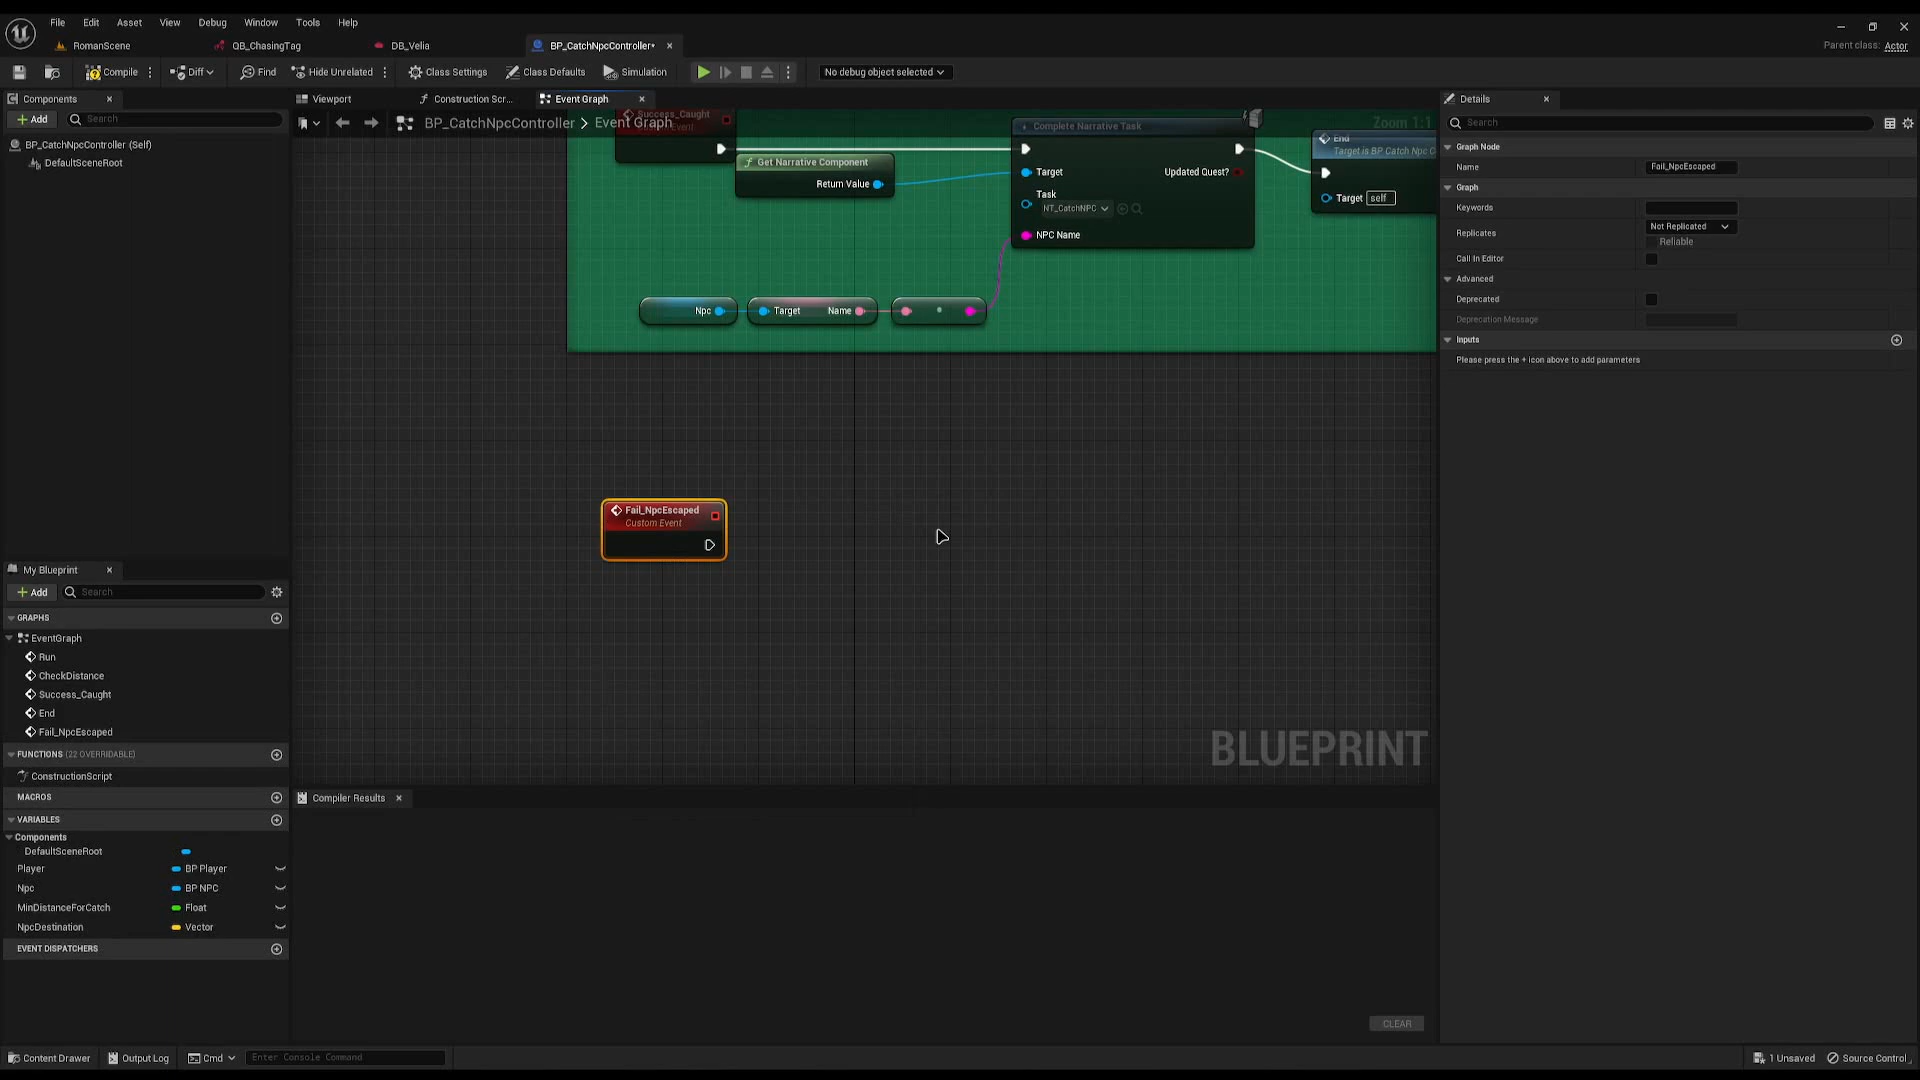 File Edit Asset View Debug Window Tools Help
RomanScene QB_ChasingTag DB_Velia BP_CatchNpcController*
Parent class: Actor
Compile Diff Find Hide Unrelated Class Settings Class Defaults Simulation No debug object selected
Components
+ Add Search
BP_CatchNpcController (Self)
DefaultSceneRoot
Viewport Construction Scr... Event Graph
BP_CatchNpcController > Event Graph
Zoom 1:1
Success_Caught
Custom Event
Get Narrative Component
Return Value
Complete Narrative Task
Target Updated Quest?
Task
NT_CatchNPC
NPC Name
End
Target is BP Catch Npc C
Target self
Npc Target Name
Fail_NpcEscaped
Custom Event
BLUEPRINT
My Blueprint
+ Add Search
GRAPHS
EventGraph
Run
CheckDistance
Success_Caught
End
Fail_NpcEscaped
FUNCTIONS (22 OVERRIDABLE)
ConstructionScript
MACROS
VARIABLES
Components
DefaultSceneRoot
Player BP Player
Npc BP NPC
MinDistanceForCatch Float
NpcDestination Vector
EVENT DISPATCHERS
Compiler Results
CLEAR
Details
Search
Graph Node
Name Fail_NpcEscaped
Graph
Keywords
Replicates Not Replicated
Reliable
Call In Editor
Advanced
Deprecated
Deprecation Message
Inputs
Please press the + icon above to add parameters
Content Drawer Output Log Cmd Enter Console Command 1 Unsaved Source Control